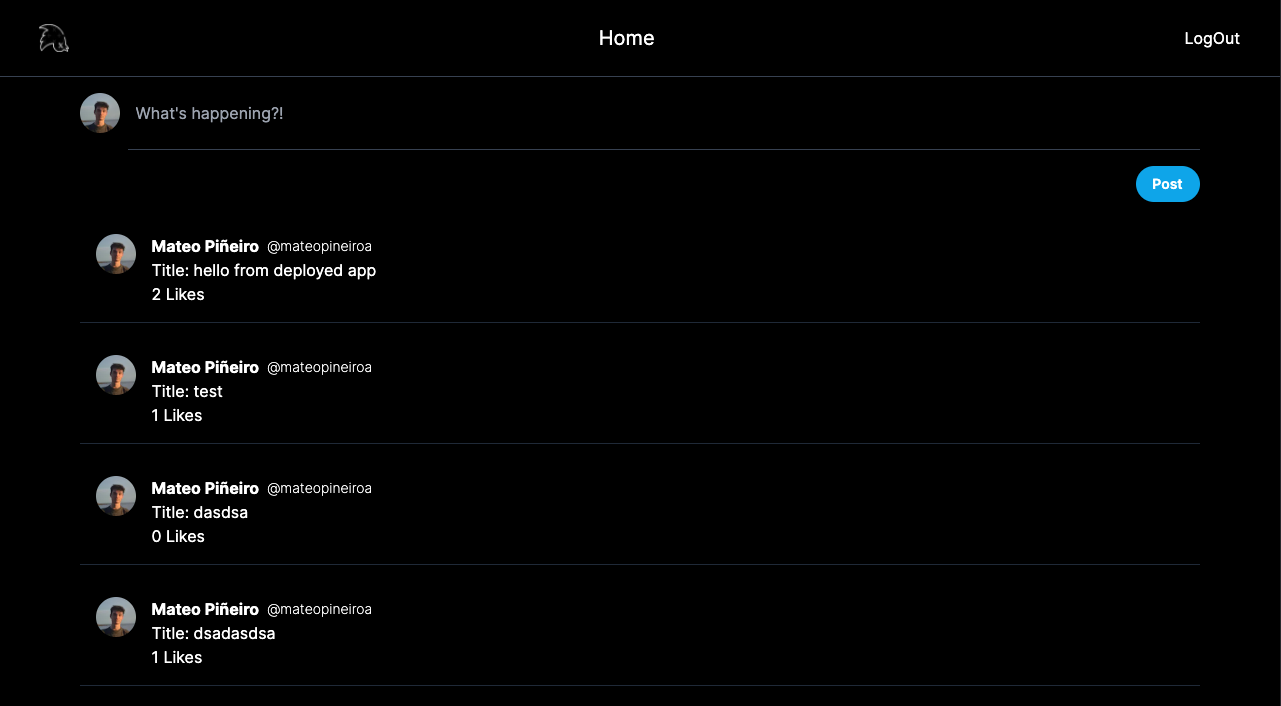 Home
LogOut
What's happening?!
Post
Mateo Piñeiro @mateopineiroa
Title: hello from deployed app
2 Likes
Mateo Piñeiro @mateopineiroa
Title: test
1 Likes
Mateo Piñeiro @mateopineiroa
Title: dasdsa
0 Likes
Mateo Piñeiro @mateopineiroa
Title: dsadasdsa
1 Likes